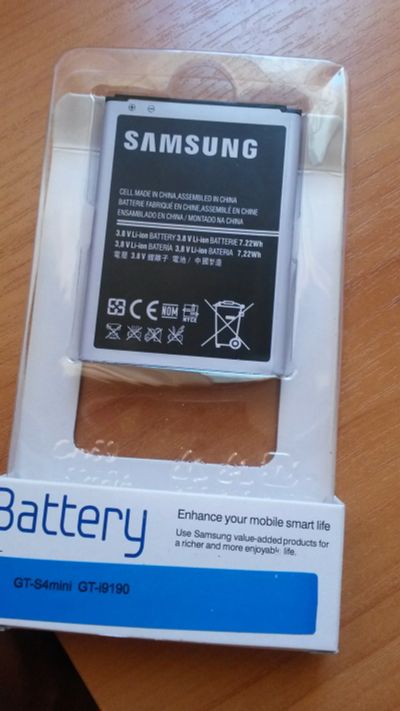 SAMSUNG
CELL MADE IN CHINA,ASSEMBLED IN CHINA
BATTERIE FABRIQUÉ EN CHINE,ASSEMBLÉ EN CHINE
ENSAMBLADO EN CHINA / MONTADO NA CHINA
3.8 V Li-ion BATTERY 3.8 V Li-ion BATTERIE 7.22Wh
3,8 V Li-ion BATERÍA 3,8 V Li-ion BATERIA 7,22Wh
電壓 3.8 V 鋰離子 電池 / 中國製造
CE NOM NYCE
Battery
Enhance your mobile smart life
Use Samsung value-added products for
a richer and more enjoyable life.
GT-S4mini GT-i9190